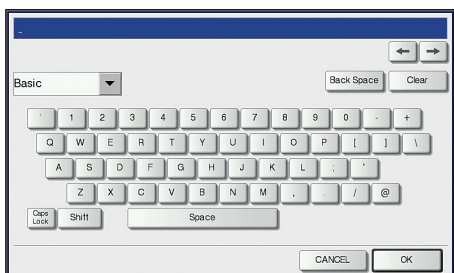 _
← →
Basic Back Space Clear
` 1 2 3 4 5 6 7 8 9 0 - +
Q W E R T Y U I O P [ ] \
A S D F G H J K L ; '
Z X C V B N M , . / @
Caps Lock Shift Space
CANCEL OK